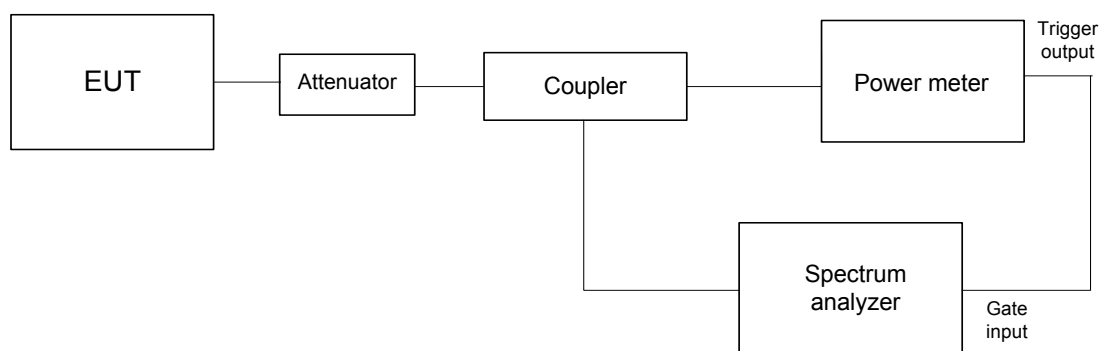 Trigger
output
EUT
Attenuator
Coupler
Power meter
Spectrum
analyzer
Gate
input